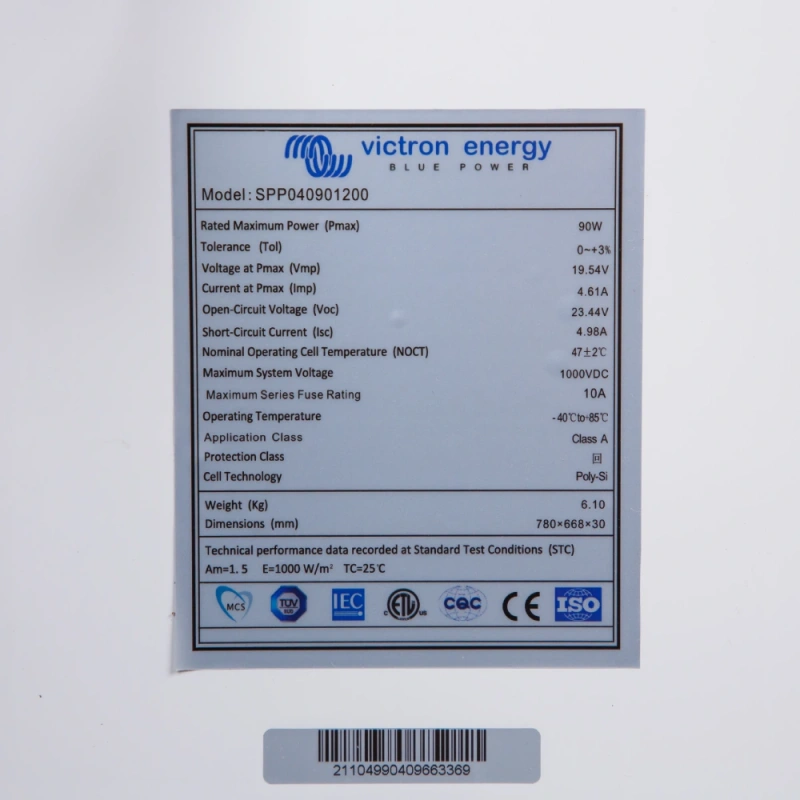 victron energy
BLUE POWER
Model: SPP040901200
Rated Maximum Power (Pmax) 90W
Tolerance (Tol) 0~+3%
Voltage at Pmax (Vmp) 19.54V
Current at Pmax (Imp) 4.61A
Open-Circuit Voltage (Voc) 23.44V
Short-Circuit Current (Isc) 4.98A
Nominal Operating Cell Temperature (NOCT) 47±2℃
Maximum System Voltage 1000VDC
Maximum Series Fuse Rating 10A
Operating Temperature -40℃to+85℃
Application Class Class A
Protection Class 回
Cell Technology Poly-Si
Weight (Kg) 6.10
Dimensions (mm) 780×668×30
Technical performance data recorded at Standard Test Conditions (STC)
Am=1.5 E=1000 W/m² TC=25℃
MCS TÜV SÜD IEC c ETL us CQC CE ISO
21104990409663369